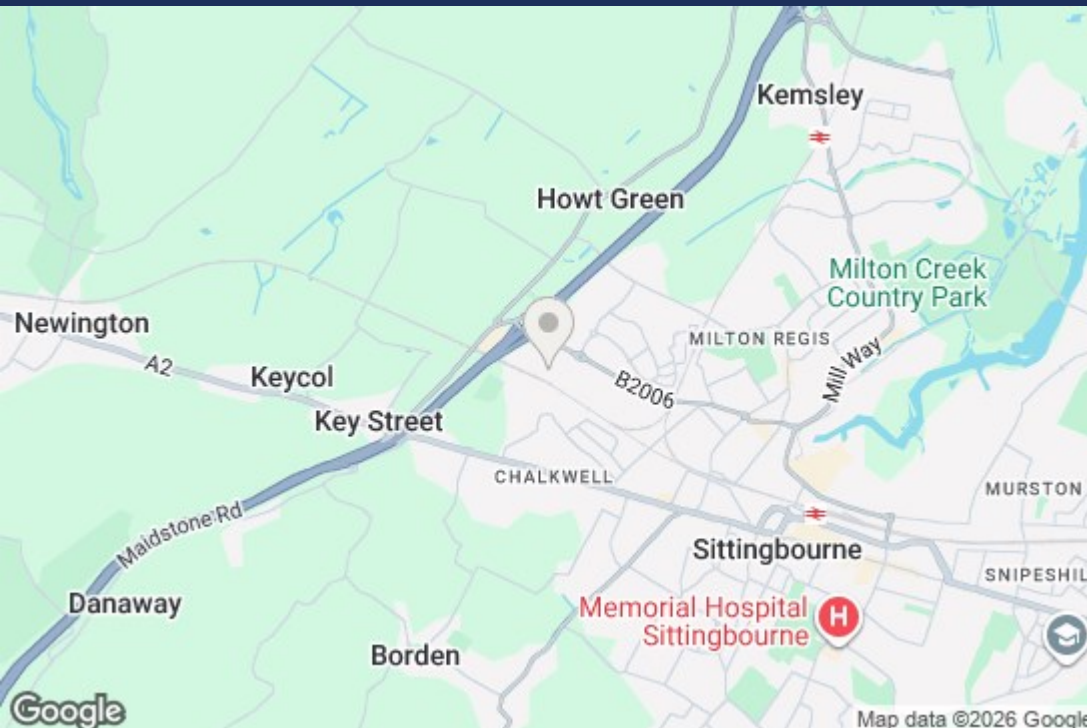 Kemsley
Howt Green
Milton Creek
Country Park
Newington
MILTON REGIS
A2
Keycol
Mill Way
B2006
Key Street
CHALKWELL
MURSTON
Maidstone Rd
Sittingbourne
SNIPESHIL
Danaway
Memorial Hospital
Sittingbourne
H
Borden
Google
Map data ©2026 Google